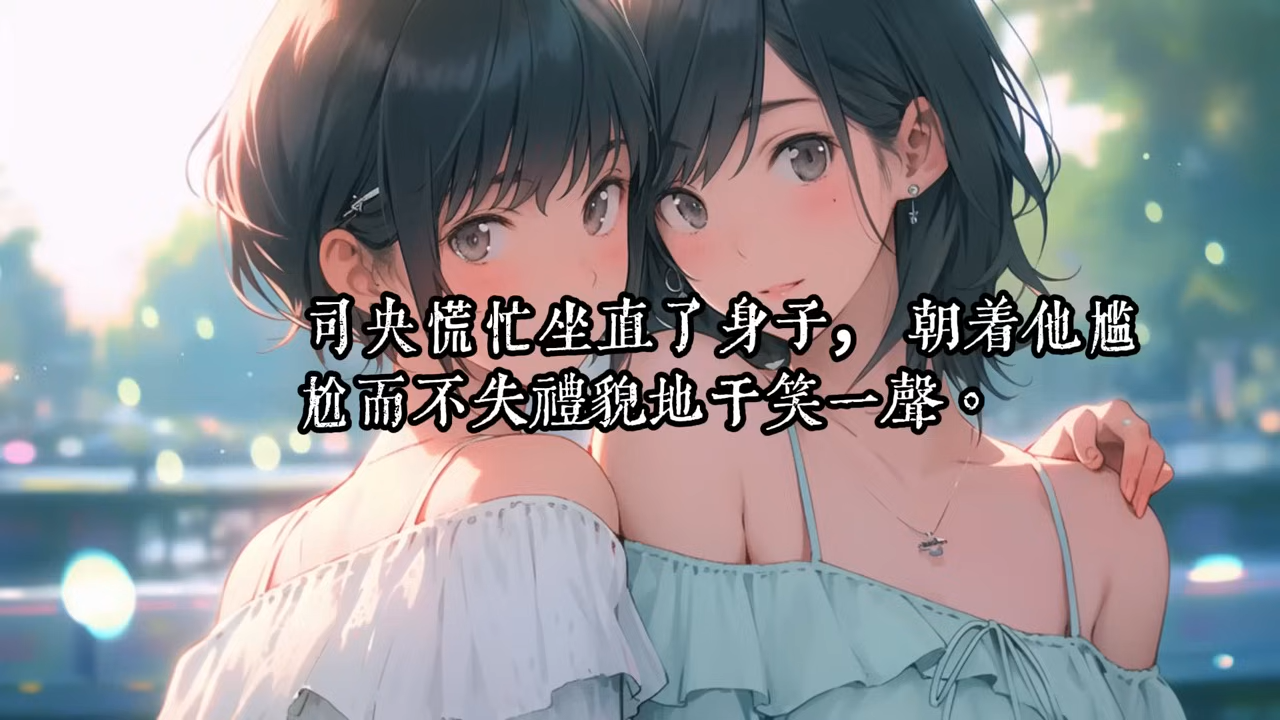 司央慌忙坐直了身子，朝着他尷
尬而不失禮貌地干笑一聲。